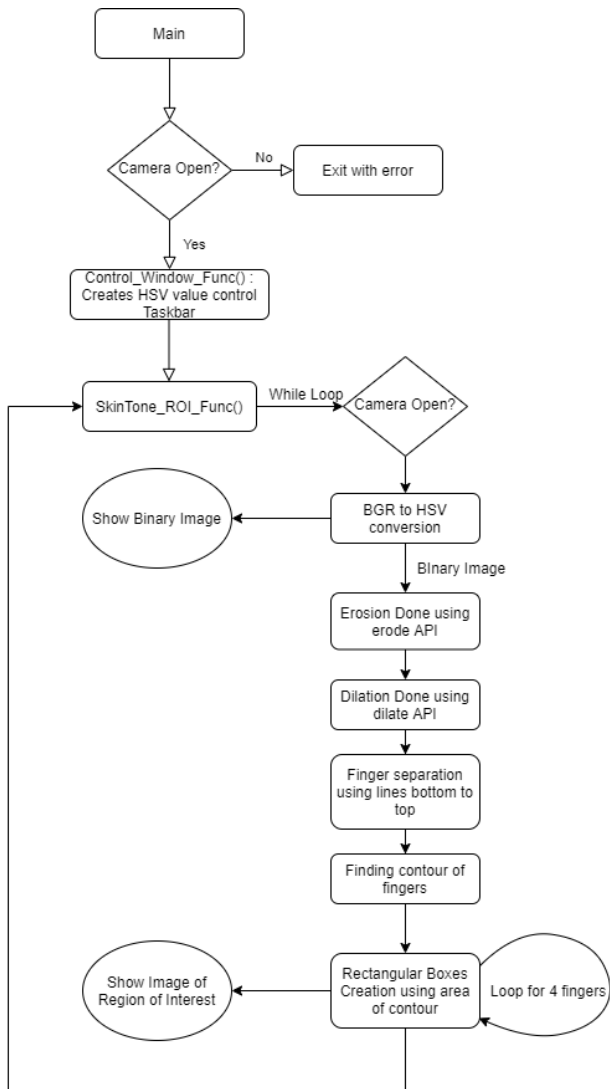 Main
Camera Open?
No
Exit with error
Yes
Control_Window_Func() :
Creates HSV value control
Taskbar
SkinTone_ROI_Func()
While Loop
Camera Open?
Show Binary Image
BGR to HSV
conversion
BInary Image
Erosion Done using
erode API
Dilation Done using
dilate API
Finger separation
using lines bottom to
top
Finding contour of
fingers
Show Image of
Region of Interest
Rectangular Boxes
Creation using area
of contour
Loop for 4 fingers